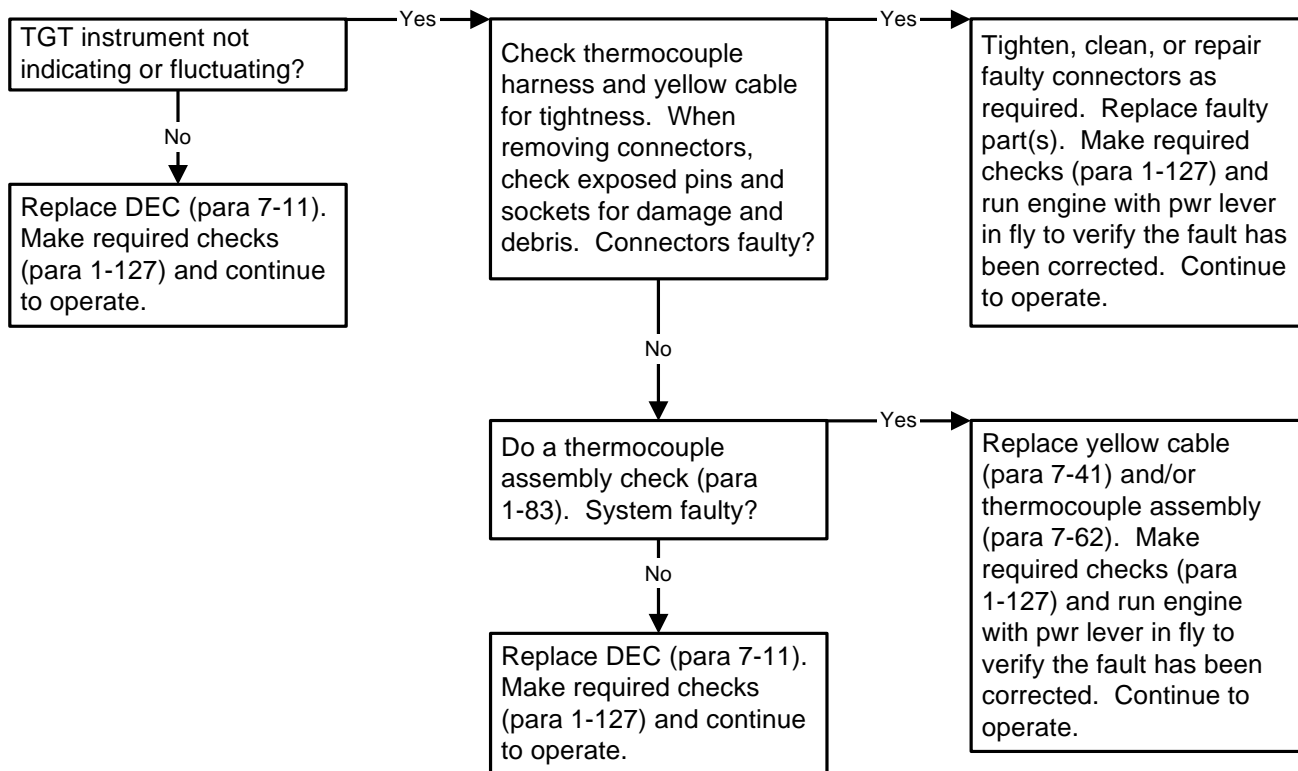 TGT instrument not
indicating or fluctuating?
Yes
Check thermocouple
harness and yellow cable
for tightness.  When
removing connectors,
check exposed pins and
sockets for damage and
debris.  Connectors faulty?
Yes
Tighten, clean, or repair
faulty connectors as
required.  Replace faulty
part(s).  Make required
checks (para 1-127) and
run engine with pwr lever
in fly to verify the fault has
been corrected.  Continue
to operate.
No
Replace DEC (para 7-11).
Make required checks
(para 1-127) and continue
to operate.
No
Do a thermocouple
assembly check (para
1-83).  System faulty?
Yes
Replace yellow cable
(para 7-41) and/or
thermocouple assembly
(para 7-62).  Make
required checks (para
1-127) and run engine
with pwr lever in fly to
verify the fault has been
corrected.  Continue to
operate.
No
Replace DEC (para 7-11).
Make required checks
(para 1-127) and continue
to operate.